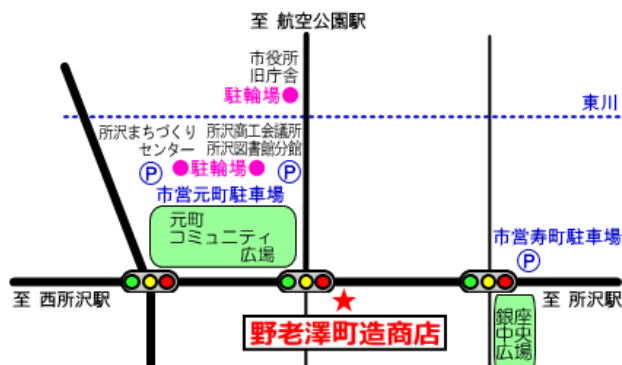 至 航空公園駅
市役所
旧庁舎
駐輪場●
東川
所沢まちづくり
センター
所沢商工会議所
所沢図書館分館
P
●駐輪場●
P
市営元町駐車場
元町
コミュニティ
広場
市営寿町駐車場
P
至 西所沢駅
至 所沢駅
★
野老澤町造商店
銀座
中央
広場